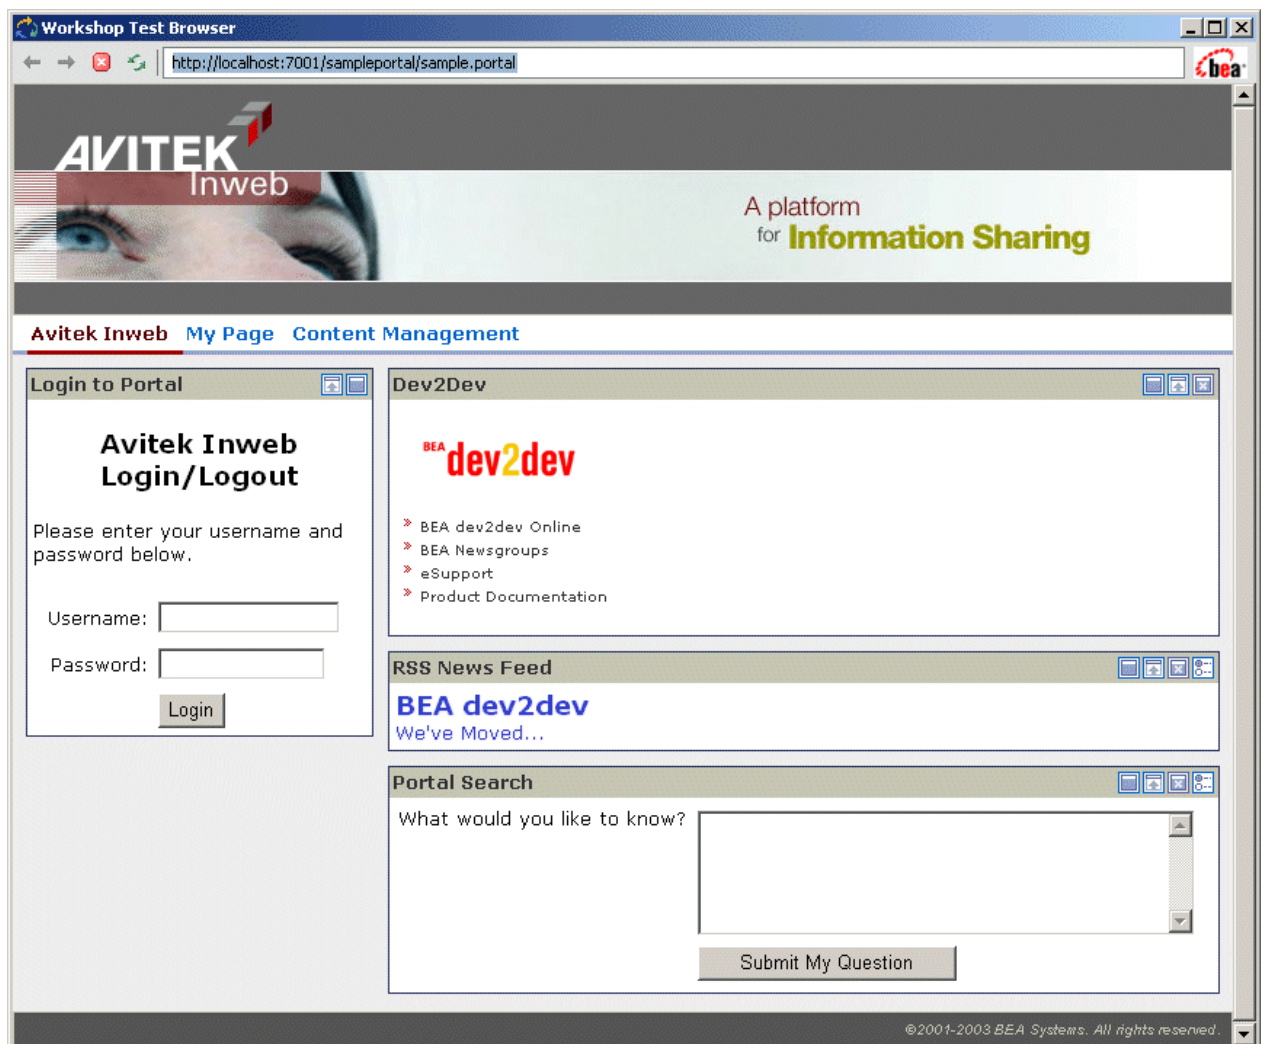 Workshop Test Browser
http://localhost:7001/sampleportal/sample.portal
bea
AVITEK
Inweb
A platform
for Information Sharing
Avitek Inweb My Page Content Management
Login to Portal
Avitek Inweb
Login/Logout
Please enter your username and
password below.
Username:
Password:
Login
Dev2Dev
BEA dev2dev
BEA dev2dev Online
BEA Newsgroups
eSupport
Product Documentation
RSS News Feed
BEA dev2dev
We've Moved...
Portal Search
What would you like to know?
Submit My Question
©2001-2003 BEA Systems. All rights reserved.